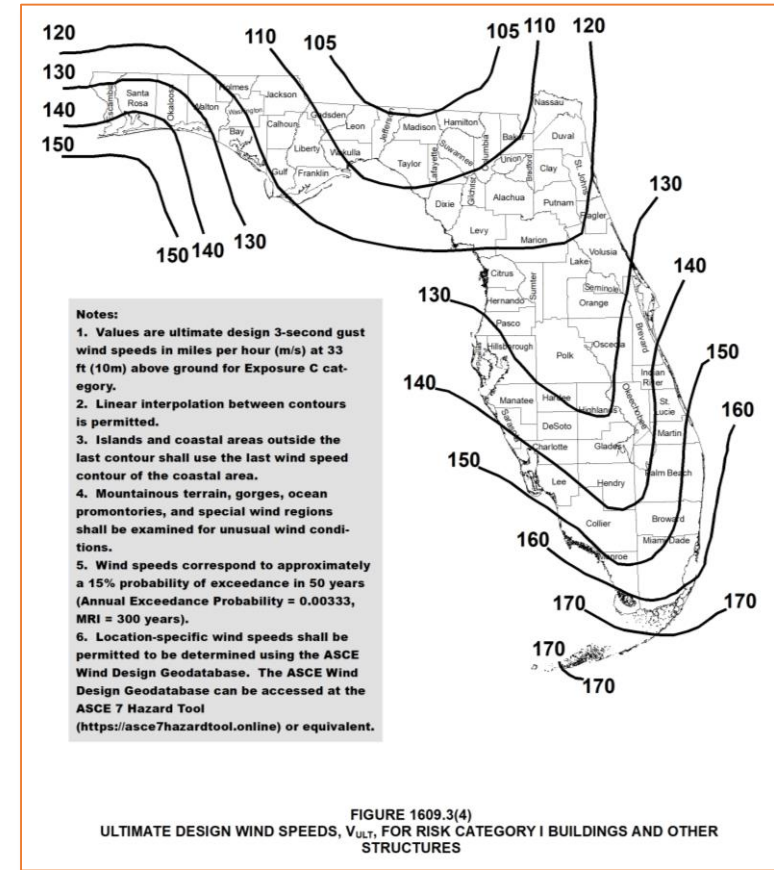 120
110
105
105
110
120
130
140
150
150
140
130
Escambia
Santa
Rosa
Okaloosa
Walton
Holmes
Washington
Bay
Jackson
Calhoun
Gulf
Liberty
Franklin
Gadsden
Leon
Wakulla
Jefferson
Madison
Taylor
Hamilton
Suwannee
Lafayette
Dixie
Columbia
Gilchrist
Baker
Union
Bradford
Alachua
Levy
Nassau
Duval
Clay
St. Johns
Putnam
Flagler
Marion
Volusia
130
140
150
160
Citrus
Sumter
Lake
Seminole
Orange
Hernando
Pasco
Hillsborough
Polk
Osceola
Brevard
Indian
River
Manatee
Hardee
Highlands
Okeechobee
St.
Lucie
Sarasota
DeSoto
Martin
Charlotte
Glades
Lee
Hendry
Palm Beach
Collier
Broward
Monroe
Miami-Dade
130
140
150
160
170
170
170
170
Notes:
1. Values are ultimate design 3-second gust
wind speeds in miles per hour (m/s) at 33
ft (10m) above ground for Exposure C cat-
egory.
2. Linear interpolation between contours
is permitted.
3. Islands and coastal areas outside the
last contour shall use the last wind speed
contour of the coastal area.
4. Mountainous terrain, gorges, ocean
promontories, and special wind regions
shall be examined for unusual wind condi-
tions.
5. Wind speeds correspond to approximately
a 15% probability of exceedance in 50 years
(Annual Exceedance Probability = 0.00333,
MRI = 300 years).
6. Location-specific wind speeds shall be
permitted to be determined using the ASCE
Wind Design Geodatabase. The ASCE Wind
Design Geodatabase can be accessed at the
ASCE 7 Hazard Tool
(https://asce7hazardtool.online) or equivalent.
FIGURE 1609.3(4)
ULTIMATE DESIGN WIND SPEEDS, VULT, FOR RISK CATEGORY I BUILDINGS AND OTHER
STRUCTURES